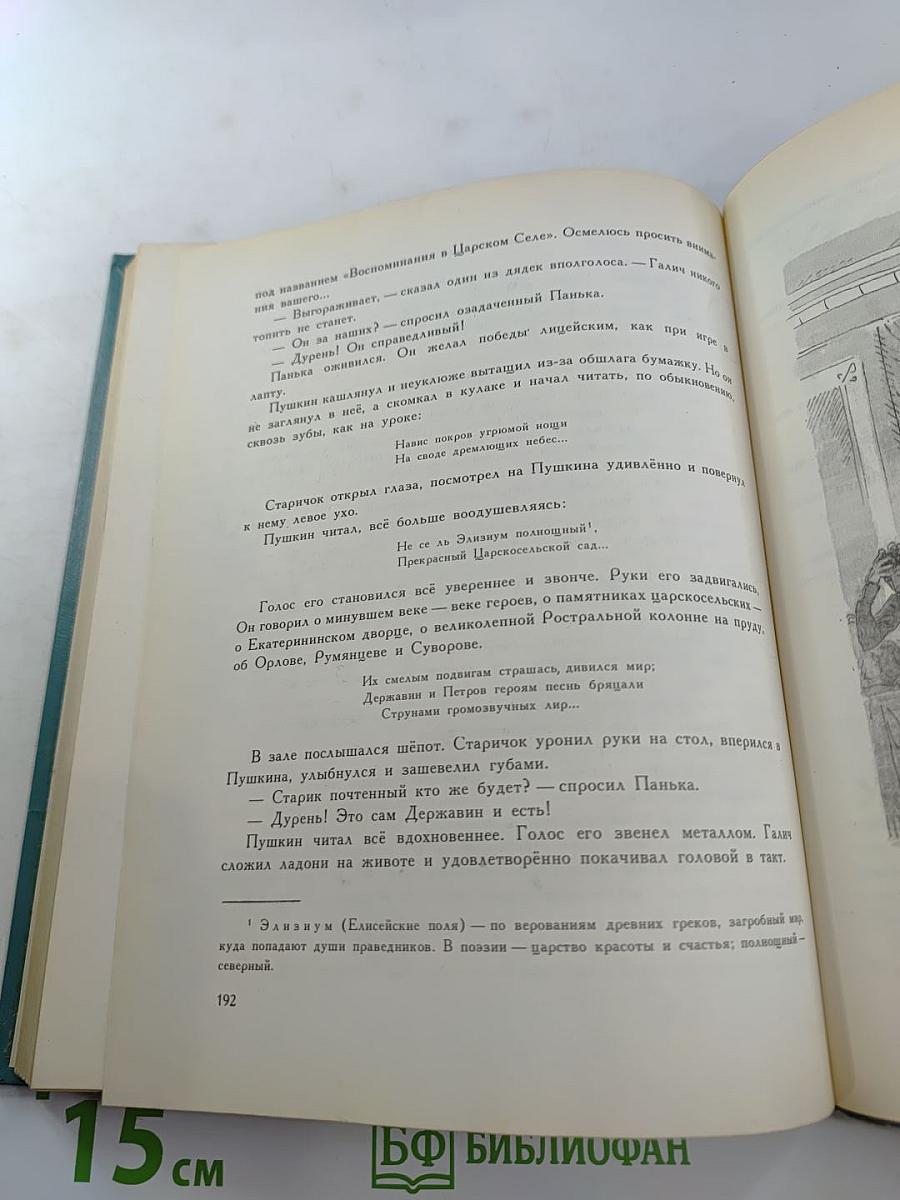 под названием «Воспоминания в Царском Селе». Осмелюсь просить внима-
ния вашего...
— Выгораживает, — сказал один из дядек вполголоса. — Галич никого
топить не станет.
— Он за наших? — спросил озадаченный Панька.
— Дурень! Он справедливый!
Панька оживился. Он желал победы лицейским, как при игре в
лапту.
Пушкин кашлянул и неуклюже вытащил из-за обшлага бумажку. Но он
не заглянул в неё, а скомкал в кулаке и начал читать, по обыкновению,
сквозь зубы, как на уроке:
Навис покров угрюмой нощи
На своде дремлющих небес...
Старичок открыл глаза, посмотрел на Пушкина удивлённо и повернул
к нему левое ухо.
Пушкин читал, всё больше воодушевляясь:
Не се ль Элизиум полнощный¹,
Прекрасный Царскосельской сад...
Голос его становился всё увереннее и звонче. Руки его задвигались.
Он говорил о минувшем веке — веке героев, о памятниках царскосельских —
о Екатерининском дворце, о великолепной Ростральной колонне на пруду,
об Орлове, Румянцеве и Суворове.
Их смелым подвигам страшась, дивился мир;
Державин и Петров героям песнь бряцали
Струнами громозвучных лир...
В зале послышался шёпот. Старичок уронил руки на стол, вперился в
Пушкина, улыбнулся и зашевелил губами.
— Старик почтенный кто же будет? — спросил Панька.
— Дурень! Это сам Державин и есть!
Пушкин читал всё вдохновеннее. Голос его звенел металлом. Галич
сложил ладони на животе и удовлетворённо покачивал головой в такт.
¹ Элизиум (Елисейские поля) — по верованиям древних греков, загробный мир,
куда попадают души праведников. В поэзии — царство красоты и счастья; полнощный —
северный.
192
15 см
БФ БИБЛИОФАН